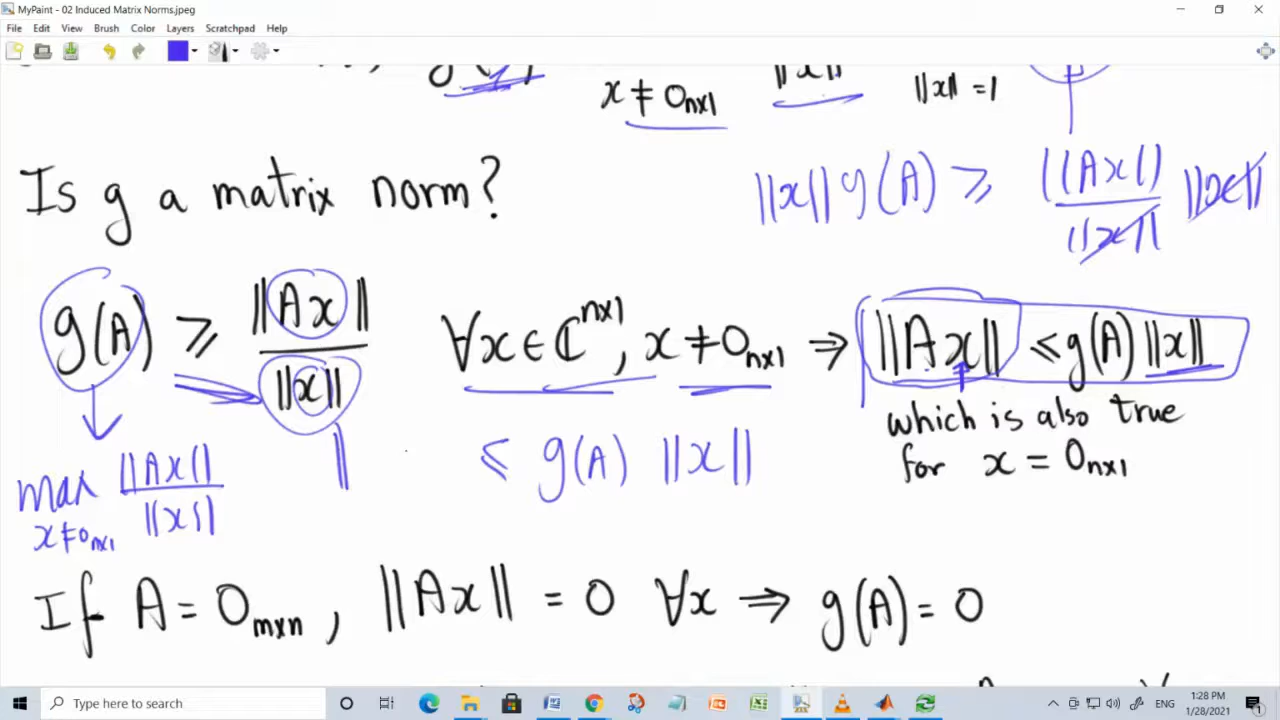 MyPaint - 02 Induced Matrix Norms.jpeg
File Edit View Brush Color Layers Scratchpad Help
x ≠ 0nx1 ||x|| ||x|| = 1
Is g a matrix norm?
||x|| g(A) ≥ ||Ax|| / ||x|| ||x||
g(A) ≥ ||Ax|| / ||x|| ∀x ∈ ℂ^nx1, x ≠ 0nx1 ⇒ ||Ax|| ≤ g(A) ||x||
which is also true
for x = 0nx1
max x≠0nx1 ||Ax|| / ||x||
|| ≤ g(A) ||x||
If A = 0mxn, ||Ax|| = 0 ∀x ⇒ g(A) = 0
Type here to search
ENG
1:28 PM
1/28/2021